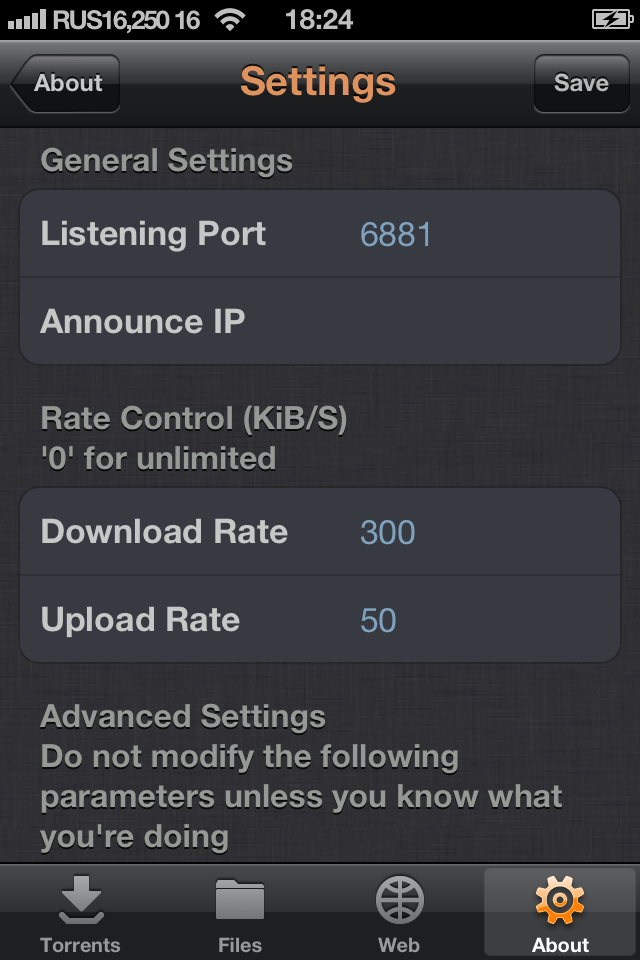 RUS16,250 16 18:24
About Settings Save
General Settings
Listening Port 6881
Announce IP
Rate Control (KiB/S)
'0' for unlimited
Download Rate 300
Upload Rate 50
Advanced Settings
Do not modify the following
parameters unless you know what
you're doing
Torrents Files Web About